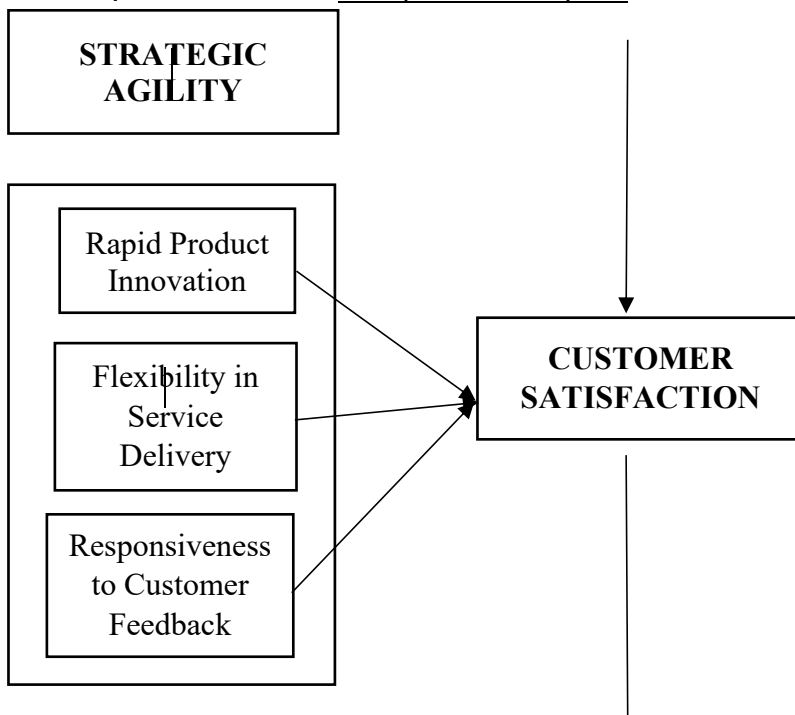 STRATEGIC
AGILITY
Rapid Product
Innovation
Flexibility in
Service
Delivery
Responsiveness
to Customer
Feedback
CUSTOMER
SATISFACTION